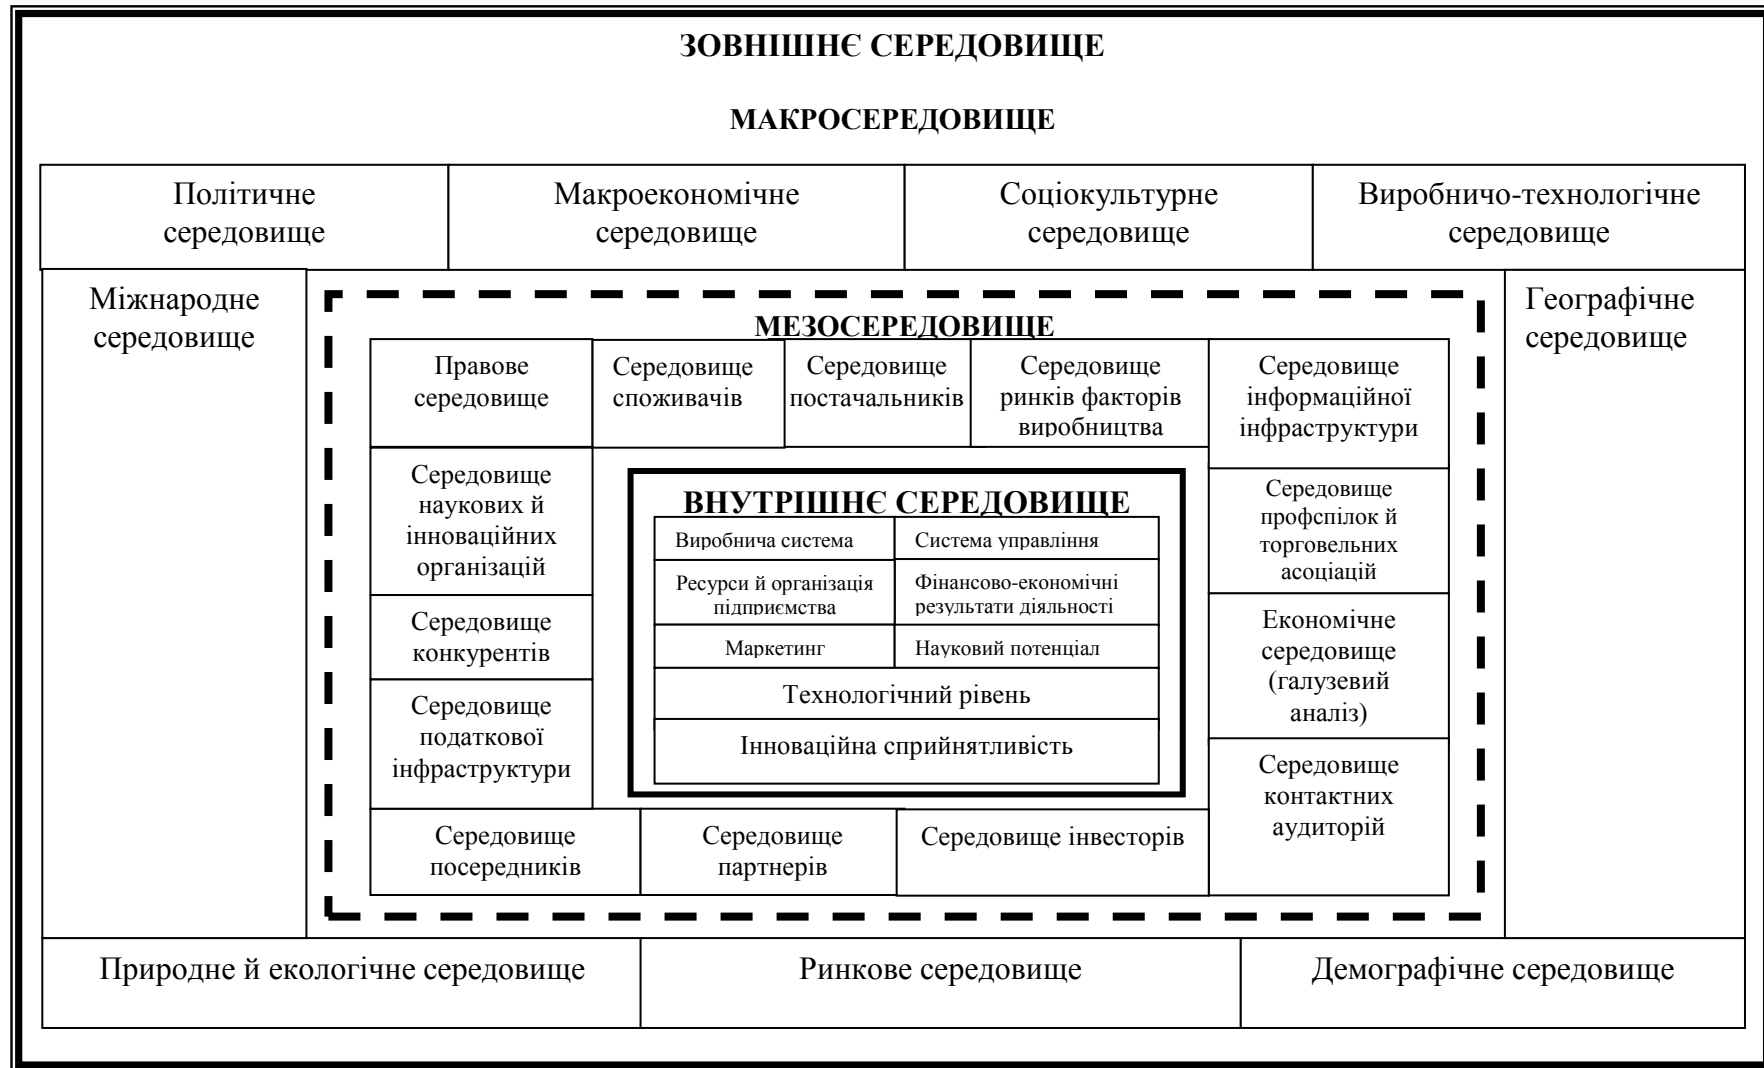 ЗОВНІШНЄ СЕРЕДОВИЩЕ
МАКРОСЕРЕДОВИЩЕ
Політичне
середовище
Макроекономічне
середовище
Соціокультурне
середовище
Виробничо-технологічне
середовище
Міжнародне
середовище
Географічне
середовище
МЕЗОСЕРЕДОВИЩЕ
Правове
середовище
Середовище
споживачів
Середовище
постачальників
Середовище
ринків факторів
виробництва
Середовище
інформаційної
інфраструктури
Середовище
наукових й
інноваційних
організацій
Середовище
конкурентів
Середовище
податкової
інфраструктури
ВНУТРІШНЄ СЕРЕДОВИЩЕ
Виробнича система
Система управління
Ресурси й організація
підприємства
Фінансово-економічні
результати діяльності
Маркетинг
Науковий потенціал
Технологічний рівень
Інноваційна сприйнятливість
Середовище
профспілок й
торговельних
асоціацій
Економічне
середовище
(галузевий
аналіз)
Середовище
контактних
аудиторій
Середовище
посередників
Середовище
партнерів
Середовище інвесторів
Природне й екологічне середовище
Ринкове середовище
Демографічне середовище